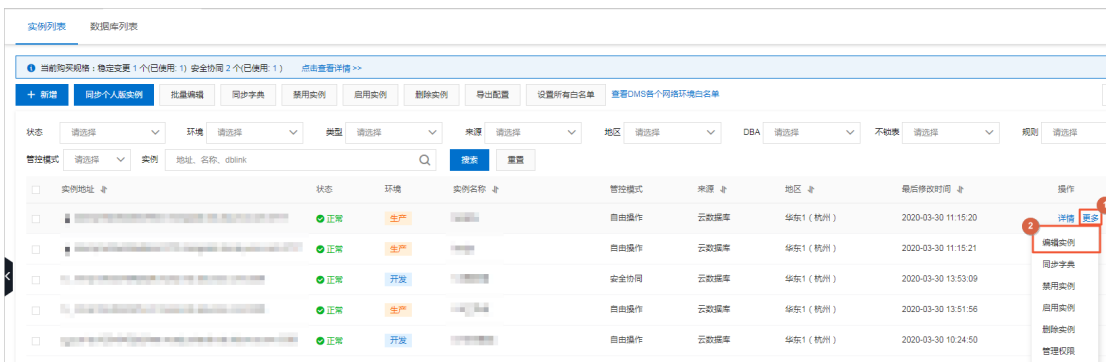 实例列表 数据库列表
当前购买规格：稳定变更 1 个(已使用: 1) 安全协同 2 个(已使用: 1 ) 点击查看详情 >>
+ 新增 同步个人版实例 批量编辑 同步字典 禁用实例 启用实例 删除实例 导出配置 设置所有白名单 查看DMS各个网络环境白名单
状态 请选择 环境 请选择 类型 请选择 来源 请选择 地区 请选择 DBA 请选择 不锁表 请选择 规则 请选择
管控模式 请选择 实例 地址、名称、dblink 搜索 重置
实例地址 状态 环境 实例名称 管控模式 来源 地区 最后修改时间 操作
正常 生产 自由操作 云数据库 华东1（杭州） 2020-03-30 11:15:20 详情 更多 1
2
正常 生产 自由操作 云数据库 华东1（杭州） 2020-03-30 11:15:21 编辑实例
同步字典
正常 开发 安全协同 云数据库 华东1（杭州） 2020-03-30 13:53:09
禁用实例
正常 生产 自由操作 云数据库 华东1（杭州） 2020-03-30 13:51:56 启用实例
删除实例
正常 开发 自由操作 云数据库 华东1（杭州） 2020-03-30 10:24:50
管理权限